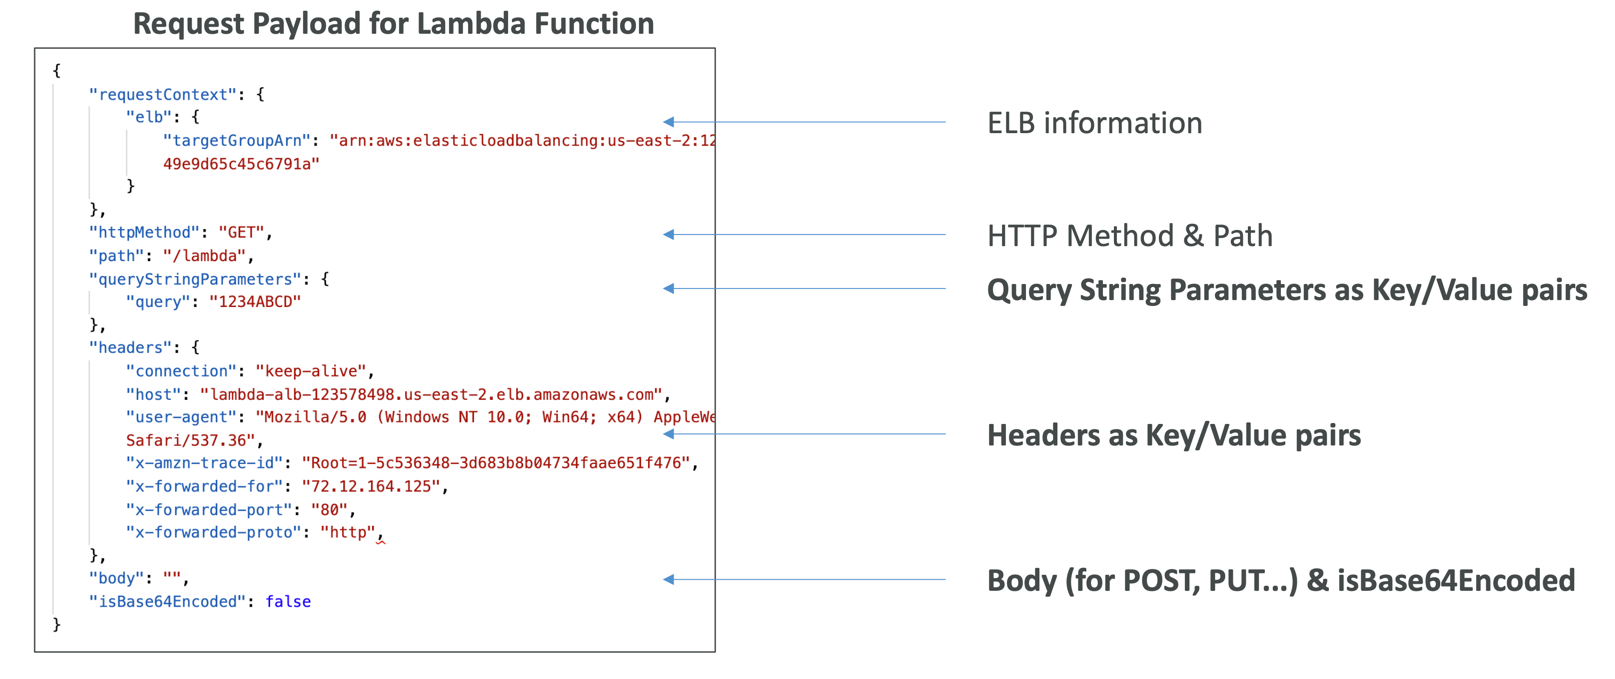 Request Payload for Lambda Function
{
"requestContext": {
"elb": {
"targetGroupArn": "arn:aws:elasticloadbalancing:us-east-2:12
49e9d65c45c6791a"
}
},
"httpMethod": "GET",
"path": "/lambda",
"queryStringParameters": {
"query": "1234ABCD"
},
"headers": {
"connection": "keep-alive",
"host": "lambda-alb-123578498.us-east-2.elb.amazonaws.com",
"user-agent": "Mozilla/5.0 (Windows NT 10.0; Win64; x64) AppleWe
Safari/537.36",
"x-amzn-trace-id": "Root=1-5c536348-3d683b8b04734faae651f476",
"x-forwarded-for": "72.12.164.125",
"x-forwarded-port": "80",
"x-forwarded-proto": "http",
},
"body": "",
"isBase64Encoded": false
}
ELB information
HTTP Method & Path
Query String Parameters as Key/Value pairs
Headers as Key/Value pairs
Body (for POST, PUT...) & isBase64Encoded